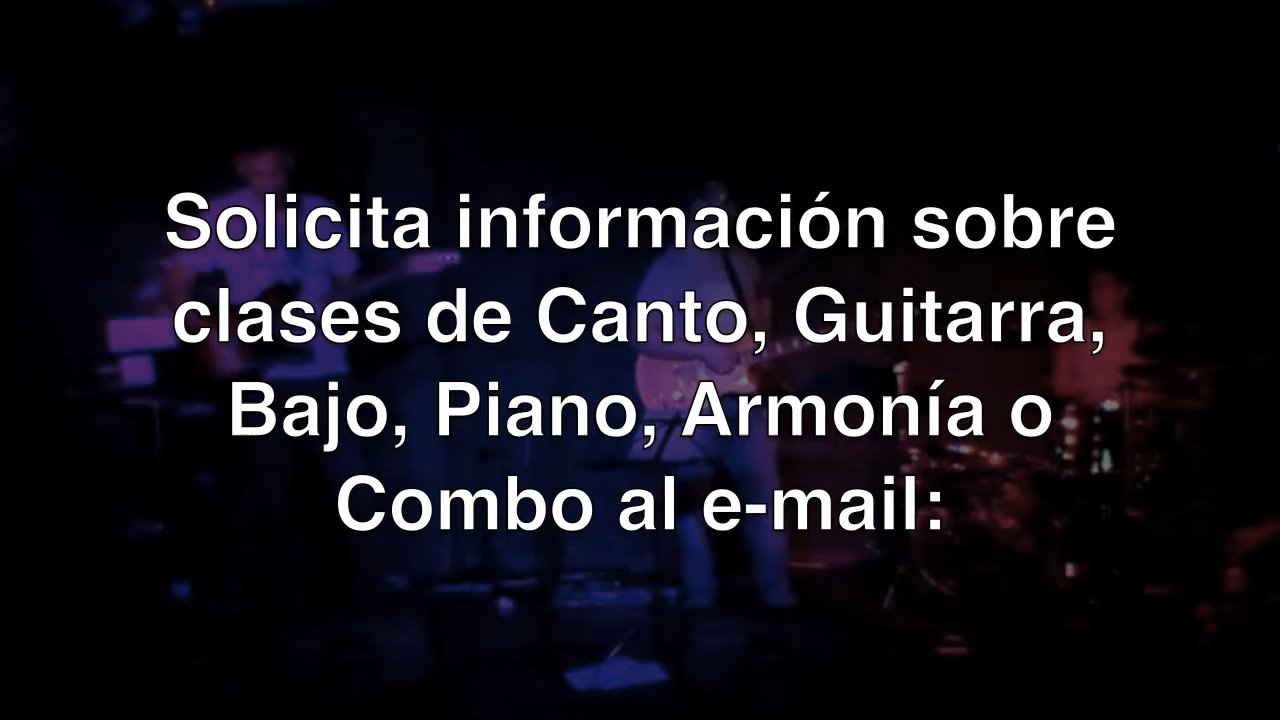 Solicita información sobre
clases de Canto, Guitarra,
Bajo, Piano, Armonía o
Combo al e-mail: